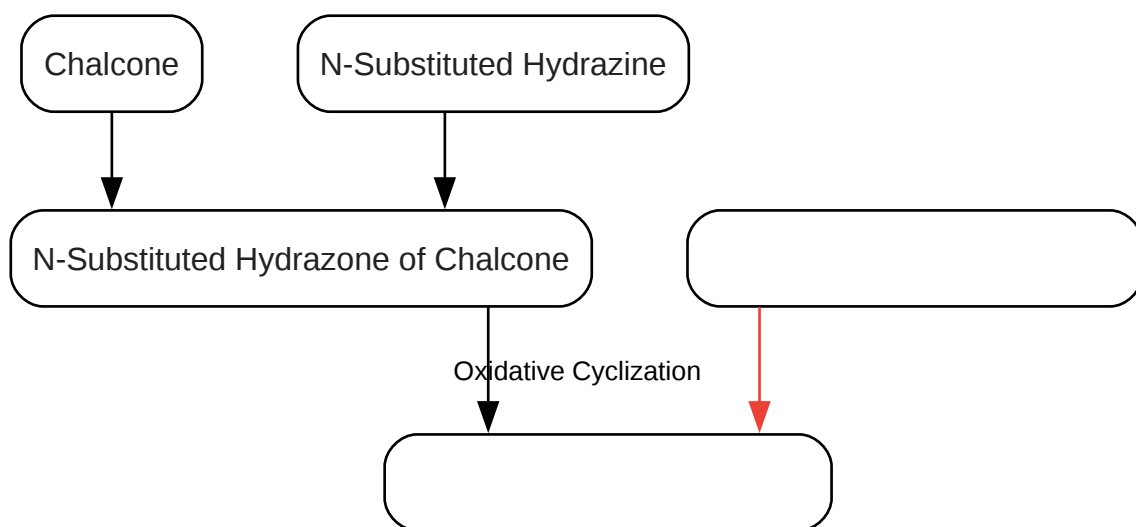 Chalcone
N-Substituted Hydrazine
N-Substituted Hydrazone of Chalcone
Oxidative Cyclization